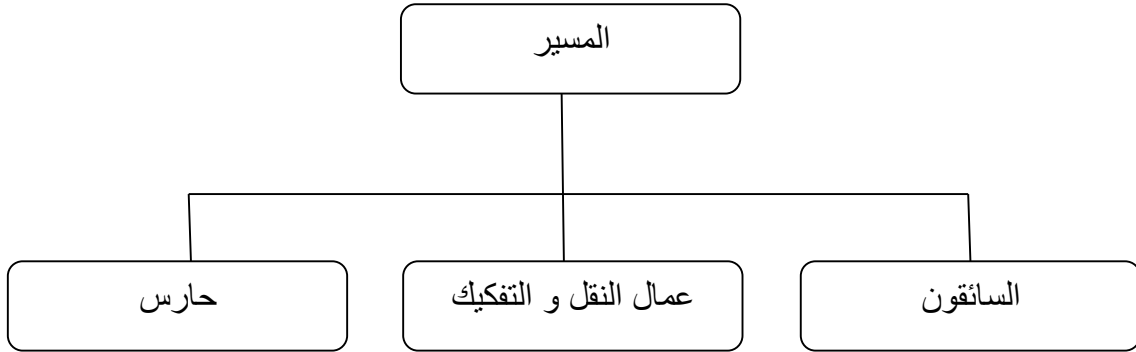 المسير
السائقون
عمال النقل و التفكيك
حارس